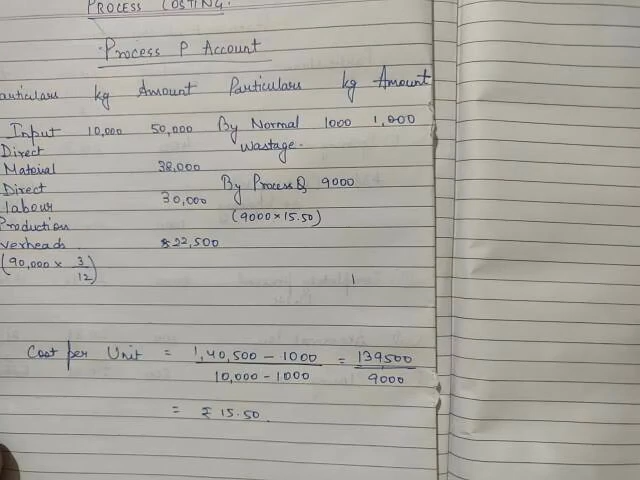 PROCESS COSTING.
Process P Account
articulars kg Amount Particulars kg Amount
Input 10,000 50,000 By Normal 1000 1,000
Direct wastage.
Material 38,000
Direct By Process Q 9000
labour 30,000
Production (9000 × 15.50)
verheads 22,500
(90,000 × 3/12)
Cost per Unit = 1,40,500 - 1000 / 10,000 - 1000 = 139500 / 9000
= ₹ 15.50.